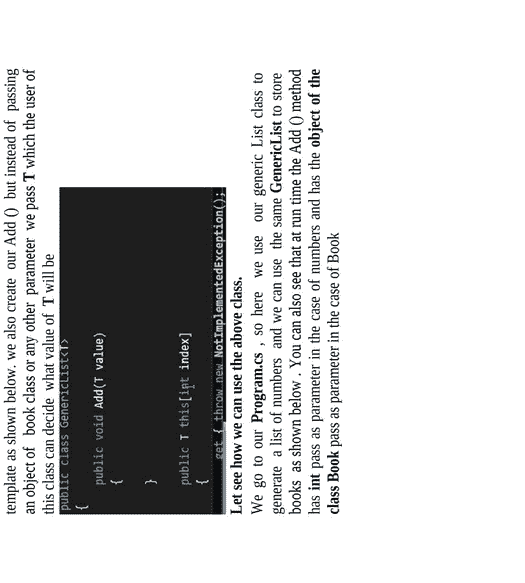 template as shown below. we also create our Add () but instead of passing
an object of book class or any other parameter we pass T which the user of
this class can decide what value of T will be
public class GenericList<T>
{
public void Add(T value)
{
}
public T this[int index]
{
get { throw new NotImplementedException();
Let see how we can use the above class.
We go to our Program.cs , so here we use our generic List class to
generate a list of numbers and we can use the same GenericList to store
books as shown below . You can also see that at run time the Add () method
has int pass as parameter in the case of numbers and has the object of the
class Book pass as parameter in the case of Book